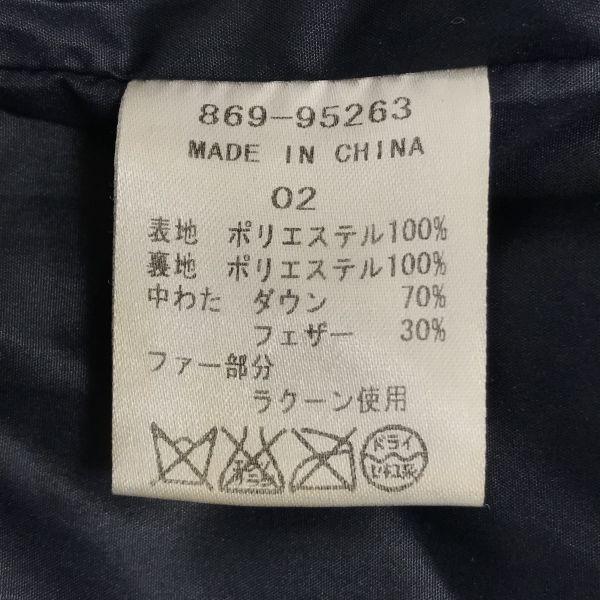 869-95263
MADE IN CHINA
02
表地 ポリエステル100%
裏地 ポリエステル100%
中わた ダウン 70%
フェザー 30%
ファー部分
ラクーン使用
ドライ